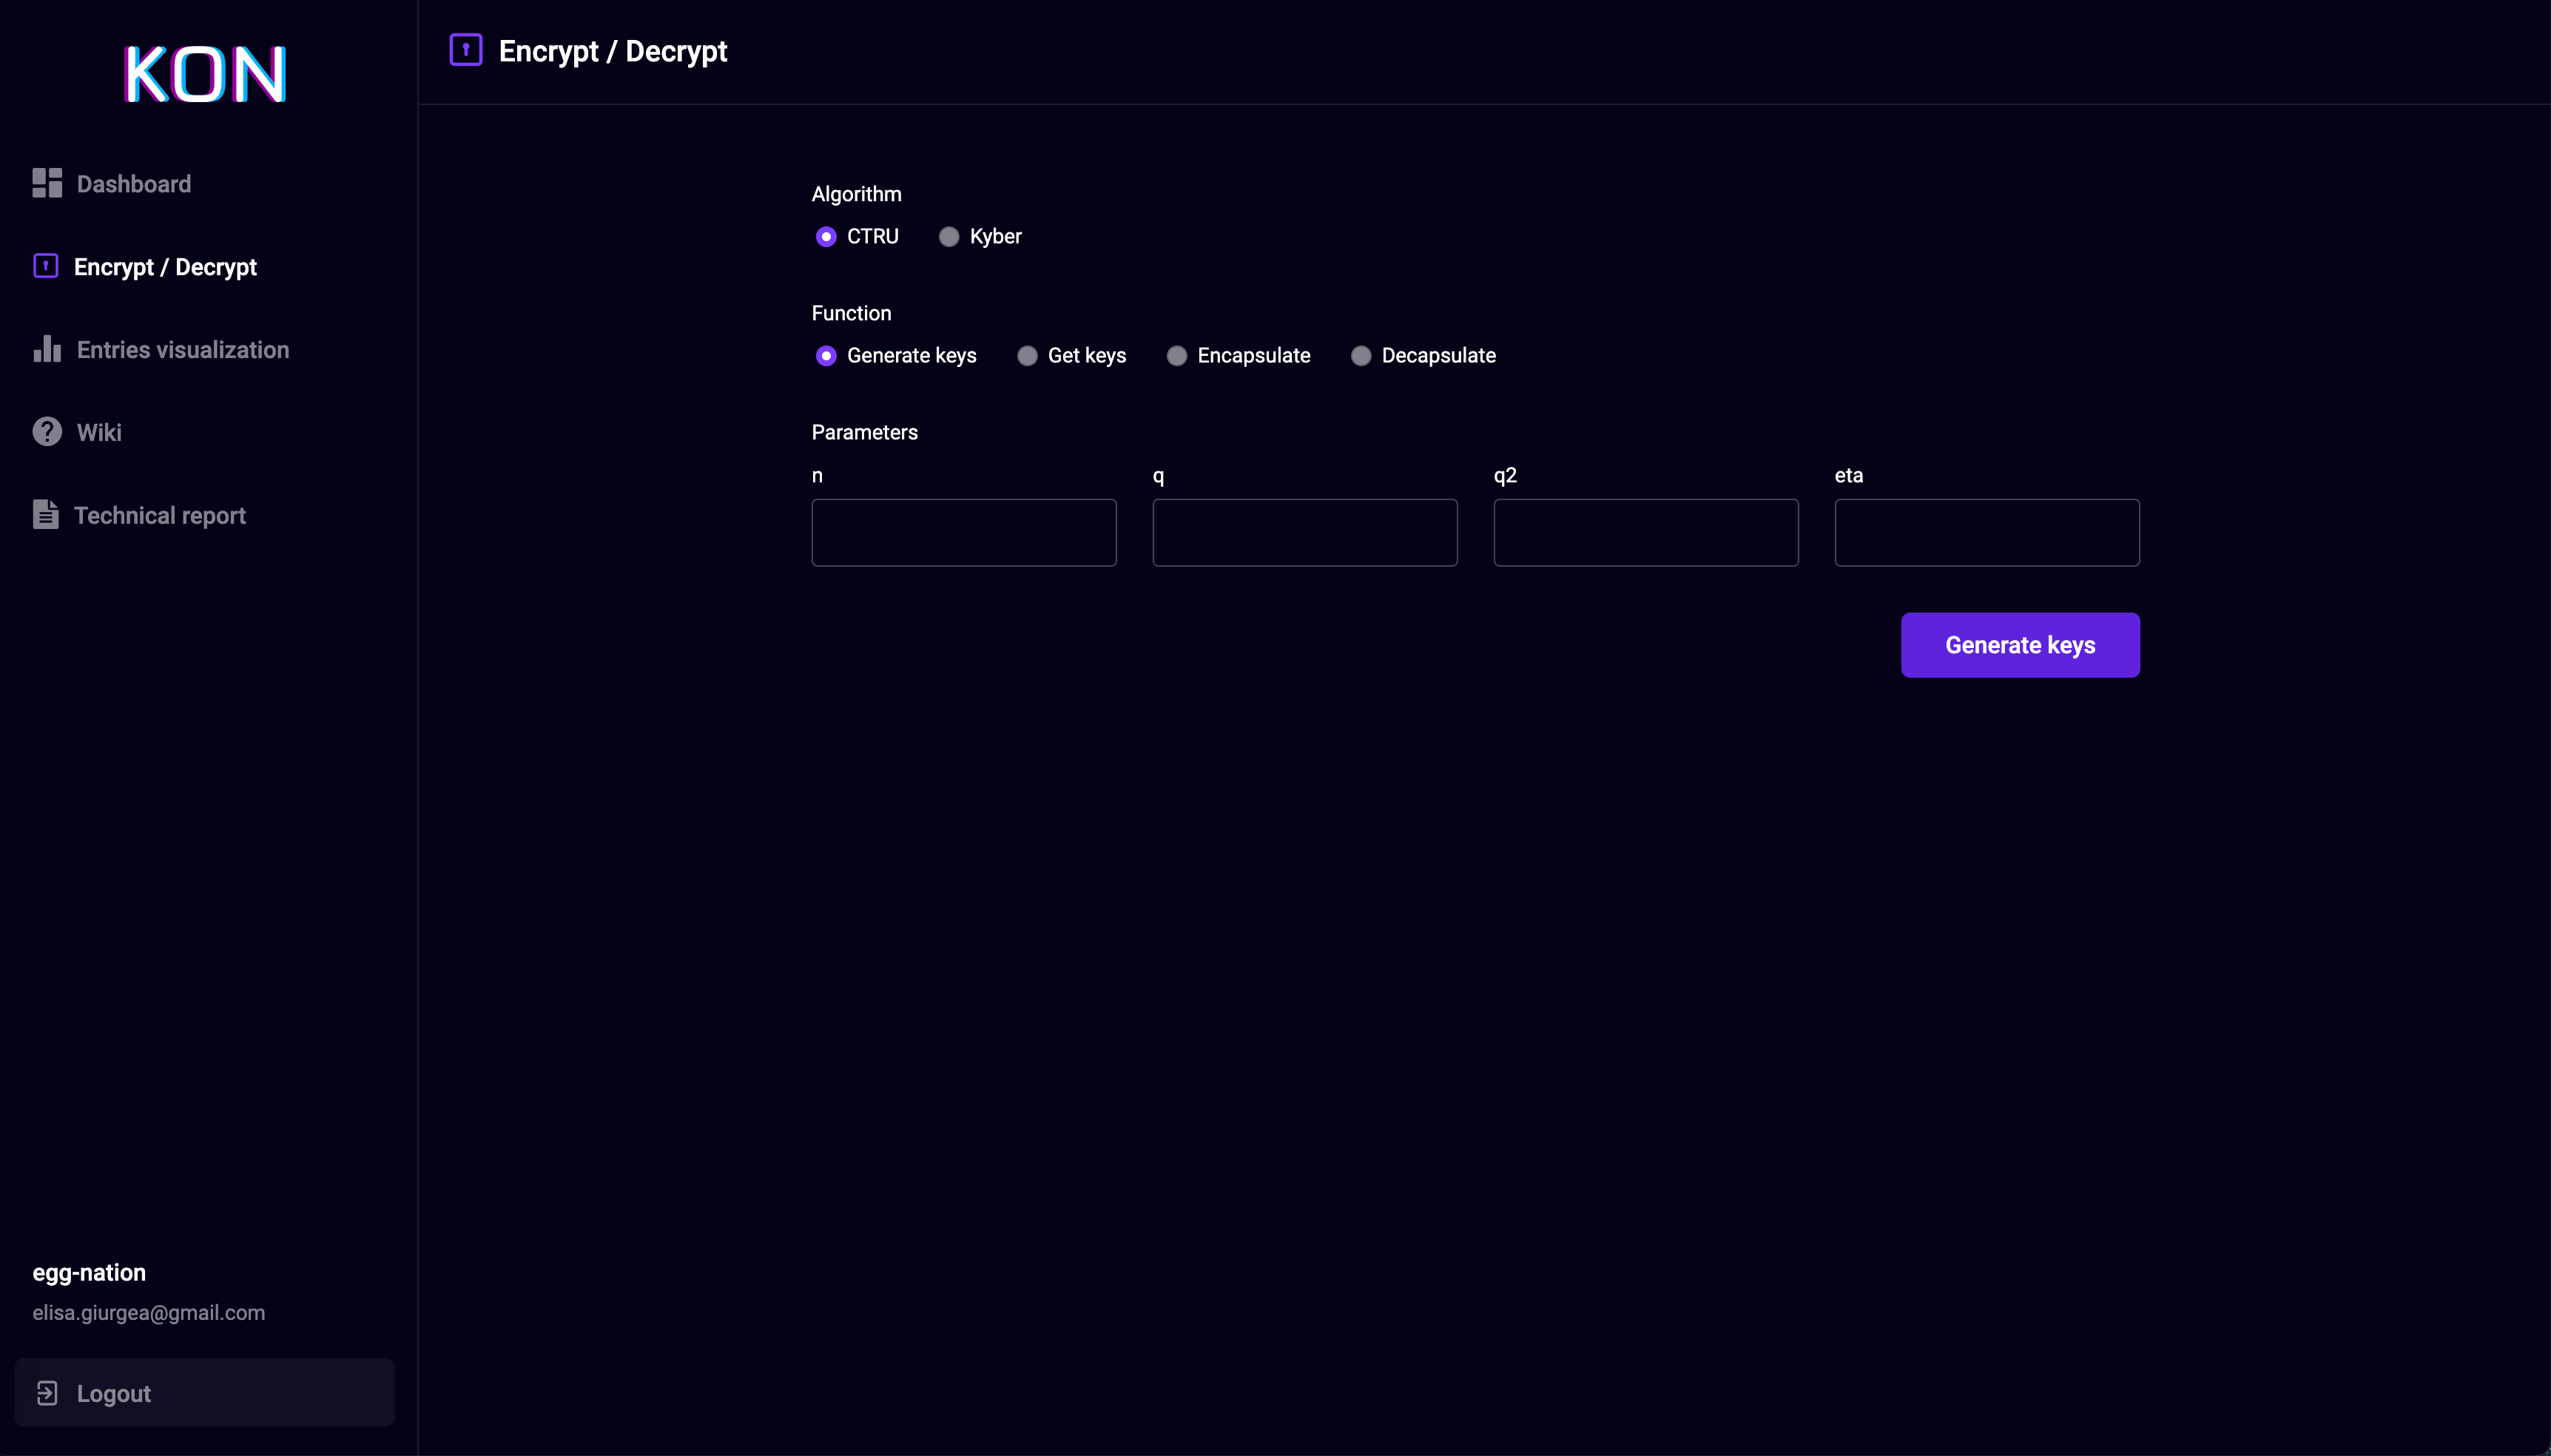 KON
Dashboard
Encrypt / Decrypt
Entries visualization
Wiki
Technical report
egg-nation
elisa.giurgea@gmail.com
Logout
Encrypt / Decrypt
Algorithm
CTRU Kyber
Function
Generate keys Get keys Encapsulate Decapsulate
Parameters
n q q2 eta
Generate keys